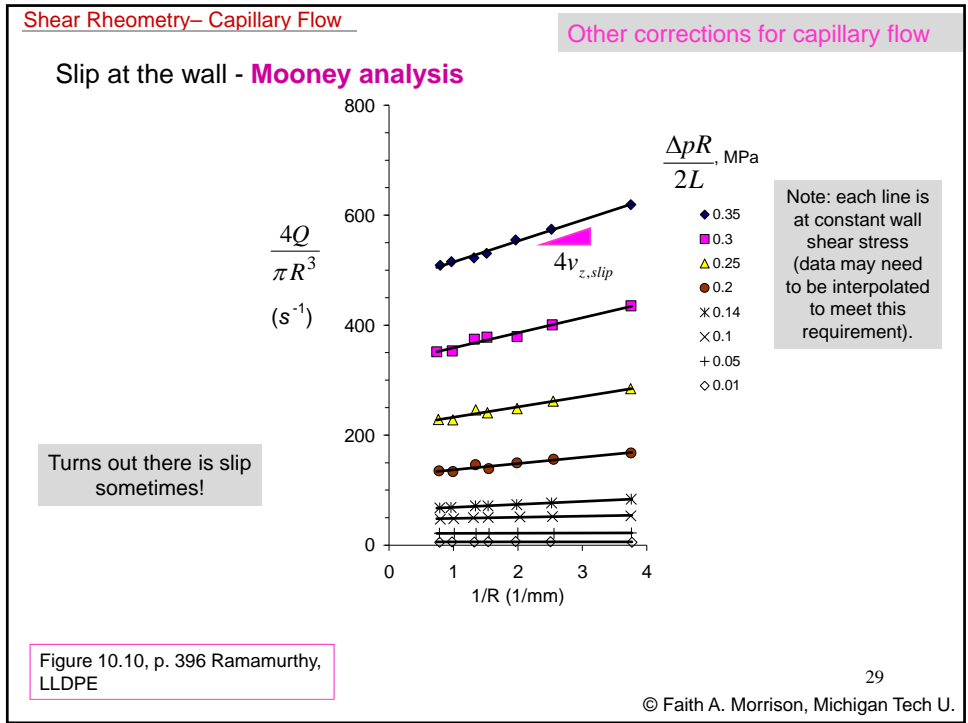 Shear Rheometry– Capillary Flow
Other corrections for capillary flow
Slip at the wall - Mooney analysis
800
600
400
200
0
0 1 2 3 4
1/R (1/mm)
4Q
πR³
(s⁻¹)
4v_{z,slip}
ΔpR
2L
, MPa
0.35
0.3
0.25
0.2
0.14
0.1
0.05
0.01
Note: each line is
at constant wall
shear stress
(data may need
to be interpolated
to meet this
requirement).
Turns out there is slip
sometimes!
Figure 10.10, p. 396 Ramamurthy,
LLDPE
29
© Faith A. Morrison, Michigan Tech U.